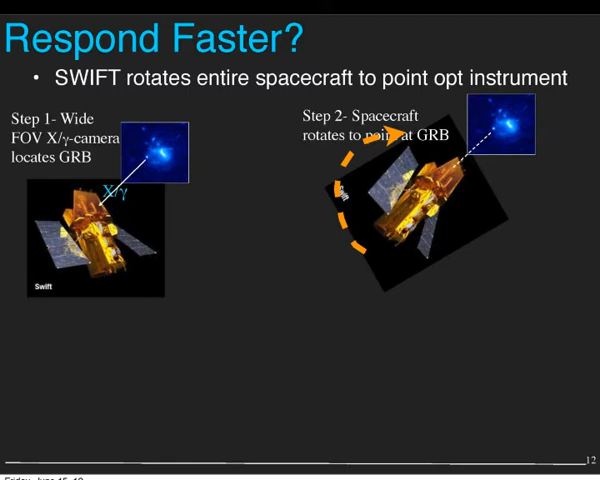 Respond Faster?
• SWIFT rotates entire spacecraft to point opt instrument
Step 1- Wide
FOV X/γ-camera
locates GRB
X/γ
Swift
Step 2- Spacecraft
rotates to point at GRB
Swift
12
Friday, June 15, 12